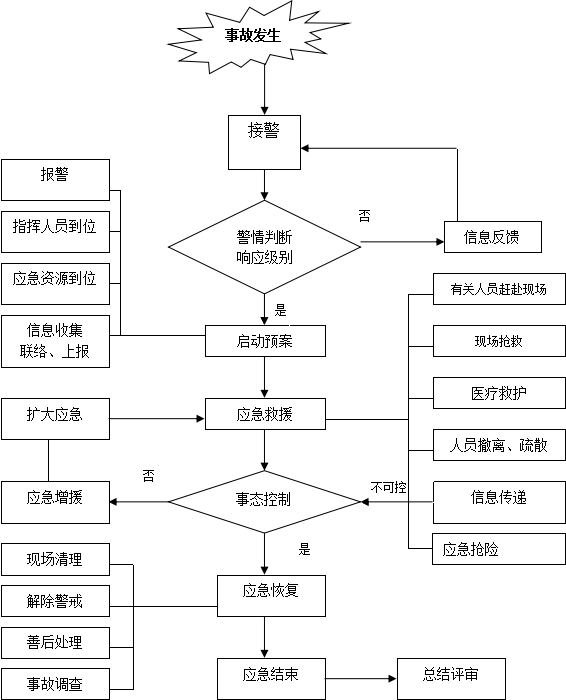 事故发生
接警
报警
否
指挥人员到位
警情判断
响应级别
信息反馈
应急资源到位
有关人员赶赴现场
是
信息收集
联络、上报
启动预案
现场抢救
医疗救护
扩大应急
应急救援
人员撤离、疏散
否
不可控
应急增援
事态控制
信息传递
是
应急抢险
现场清理
应急恢复
解除警戒
善后处理
应急结束
总结评审
事故调查